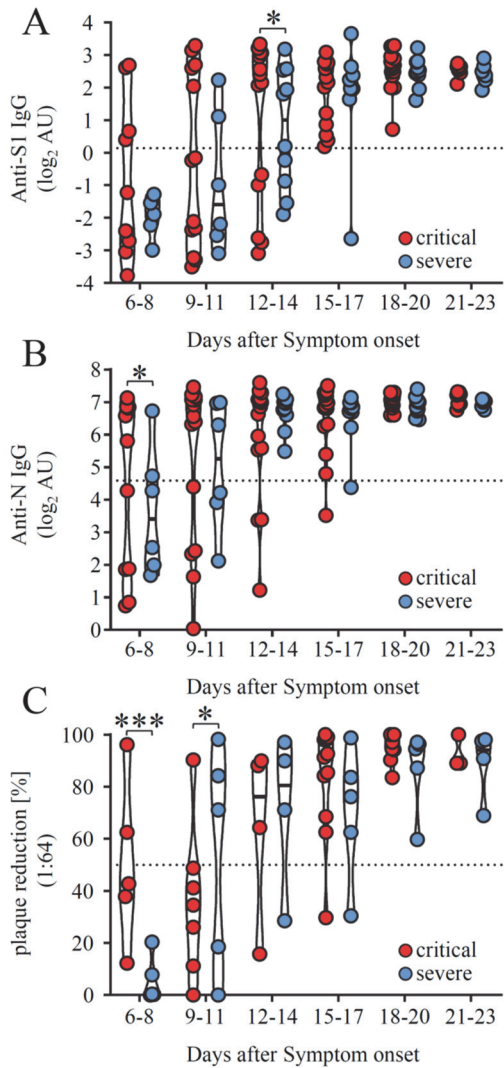 A
Anti-S1 IgG
(log₂ AU)
4
3
2
1
0
-1
-2
-3
-4
*
critical
severe
6-8 9-11 12-14 15-17 18-20 21-23
Days after Symptom onset
B
Anti-N IgG
(log₂ AU)
8
7
6
5
4
3
2
1
0
*
critical
severe
6-8 9-11 12-14 15-17 18-20 21-23
Days after Symptom onset
C
plaque reduction [%]
(1:64)
100
80
60
40
20
0
***
*
critical
severe
6-8 9-11 12-14 15-17 18-20 21-23
Days after Symptom onset